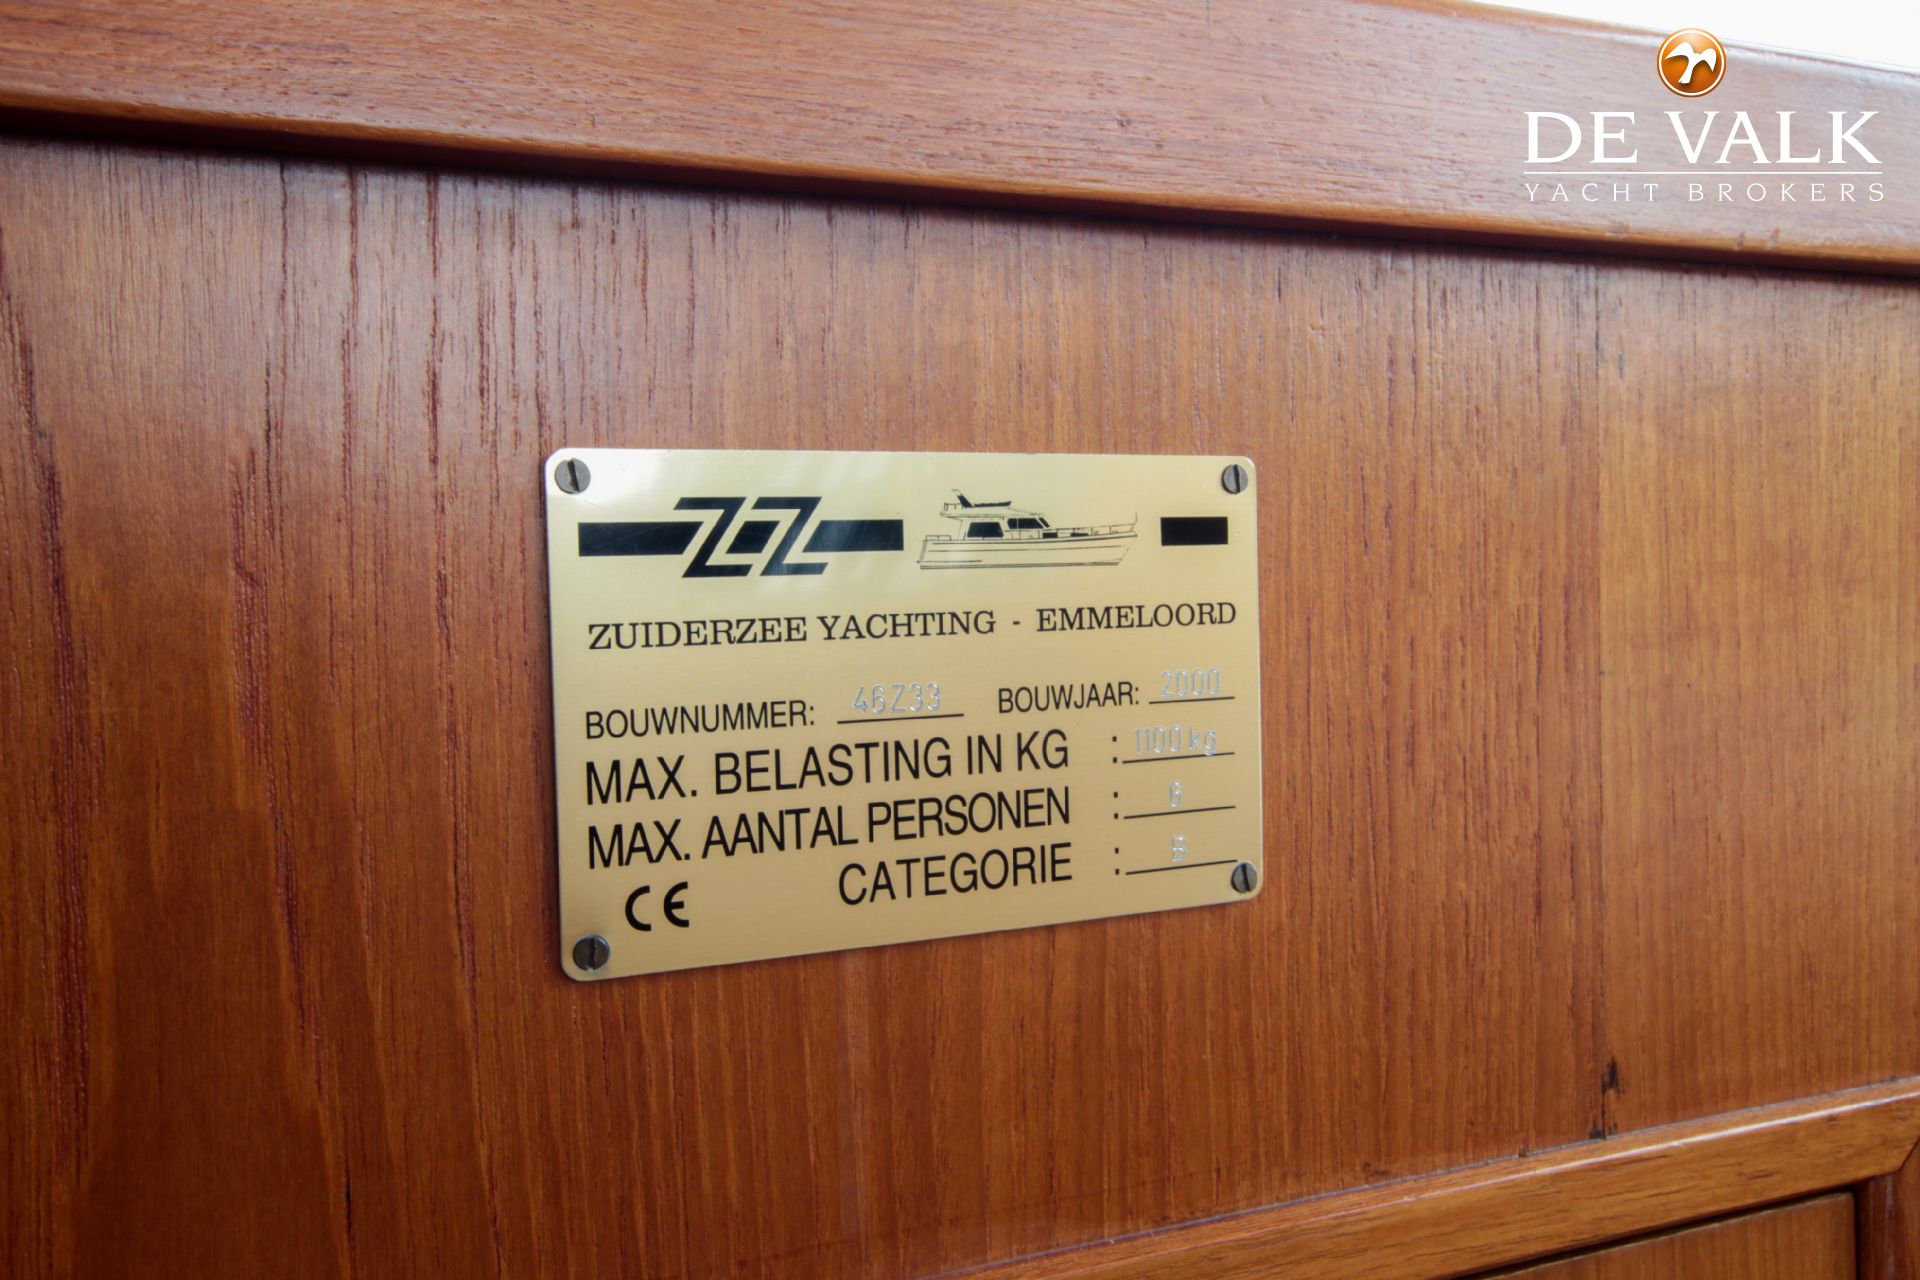 DE VALK
YACHT BROKERS
ZZ
ZUIDERZEE YACHTING - EMMELOORD
BOUWNUMMER: 46Z33 BOUWJAAR: 2000
MAX. BELASTING IN KG : 1100 kg
MAX. AANTAL PERSONEN : 6
CATEGORIE : B
CE